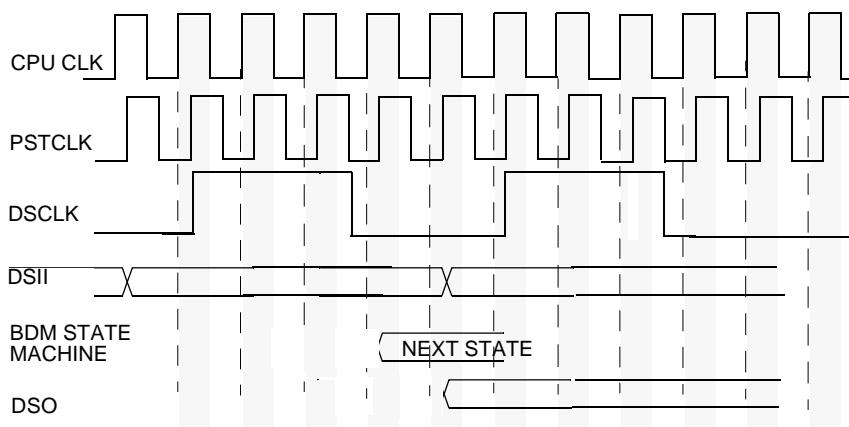 CPU CLK
PSTCLK
DSCLK
DSII
BDM STATE
MACHINE
NEXT STATE
DSO